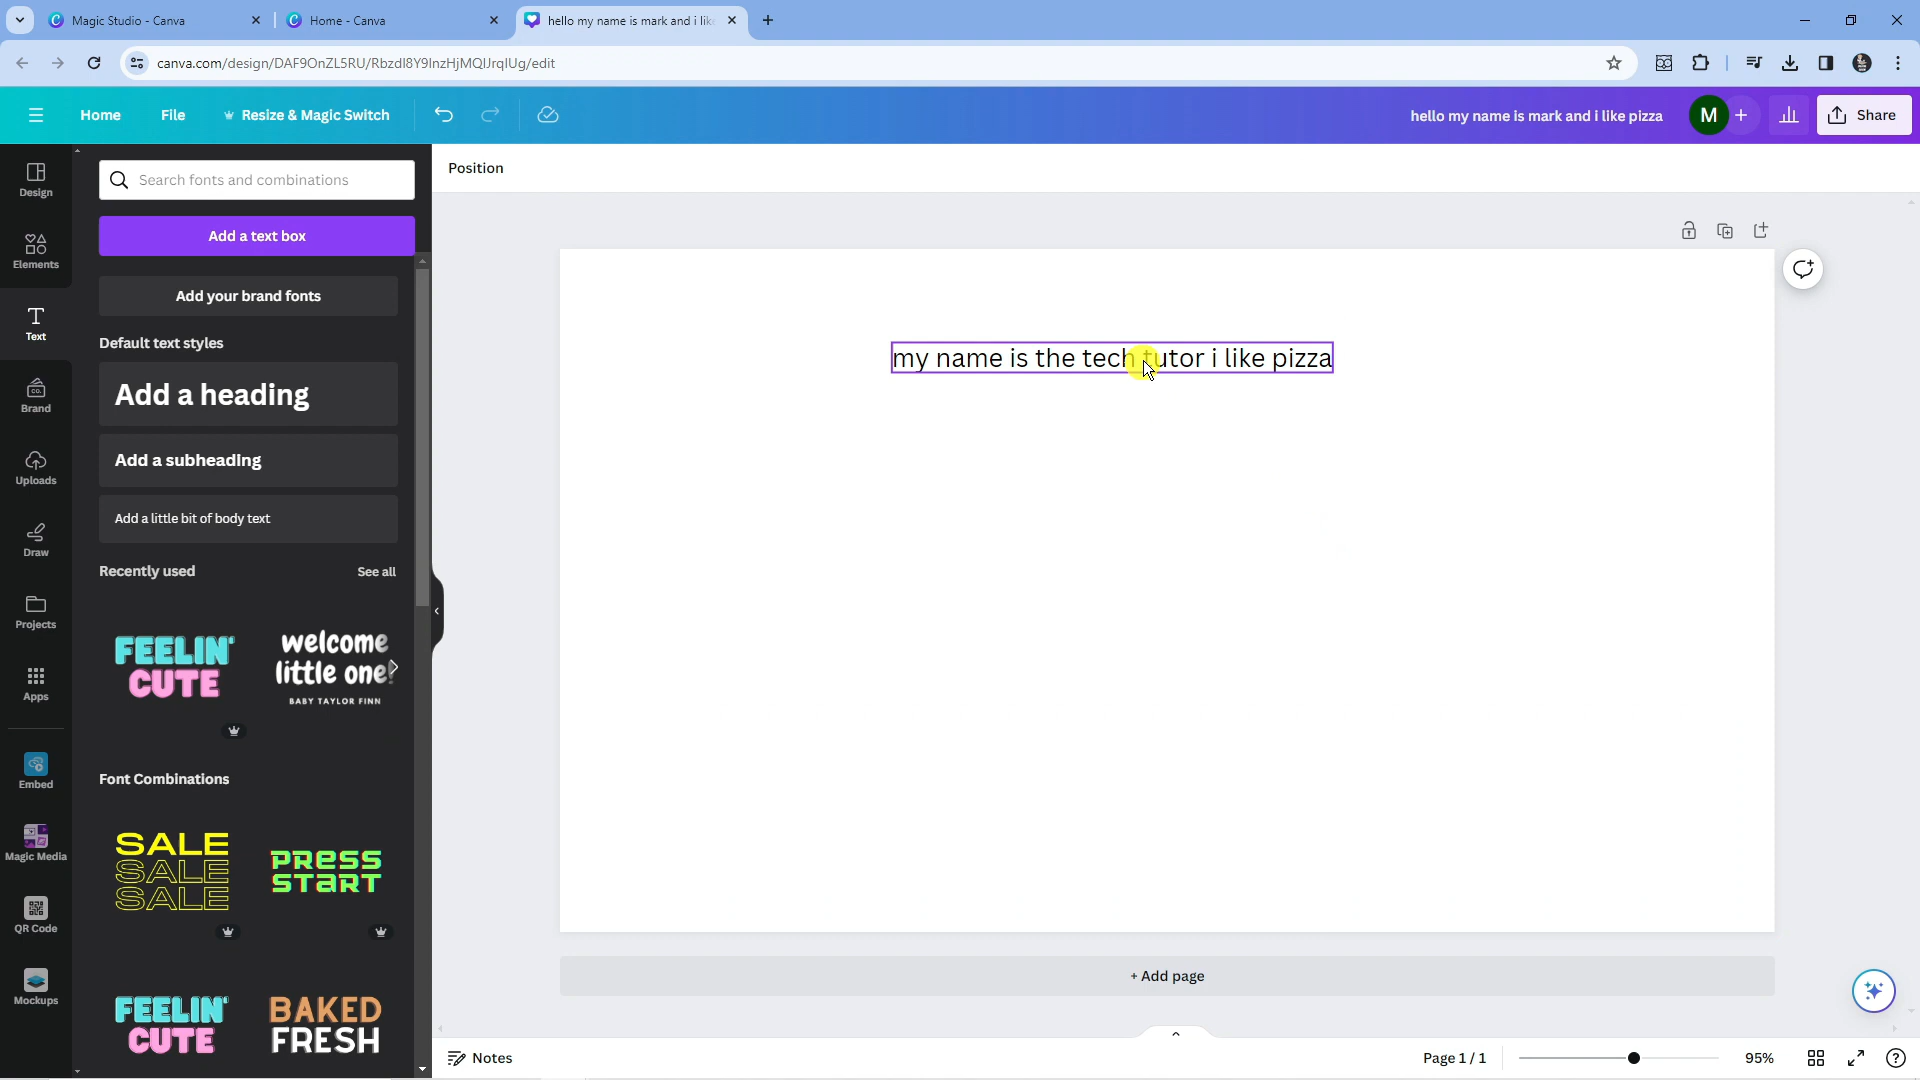 Magic Studio - Canva
Home - Canva
hello my name is mark and i lik
canva.com/design/DAF9OnZL5RU/Rbzdl8Y9lnzHjMQlJrqlUg/edit
Home
File
Resize & Magic Switch
hello my name is mark and i like pizza
M
+
Share
Design
Elements
Text
Brand
Uploads
Draw
Projects
Apps
Embed
Magic Media
QR Code
Mockups
Search fonts and combinations
Add a text box
Add your brand fonts
Default text styles
Add a heading
Add a subheading
Add a little bit of body text
Recently used
See all
FEELIN'
CUTE
welcome
little one!
BABY TAYLOR FINN
Font Combinations
SALE
SALE
SALE
PRESS
START
FEELIN'
CUTE
BAKED
FRESH
Position
my name is the tech tutor i like pizza
+ Add page
Notes
Page 1 / 1
95%